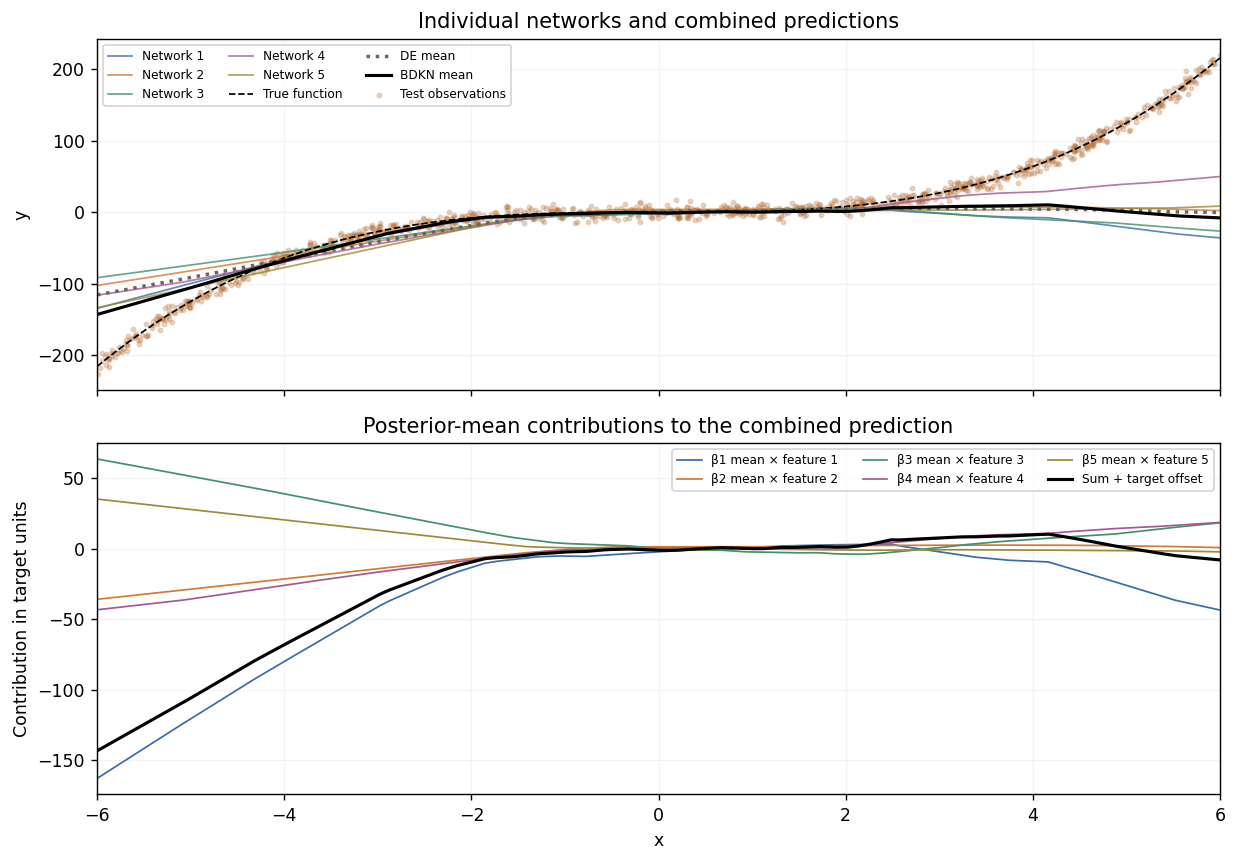 Individual networks and combined predictions
Network 1
Network 2
Network 3
Network 4
Network 5
True function
DE mean
BDKN mean
Test observations
200
100
0
−100
−200
y
Posterior-mean contributions to the combined prediction
β1 mean × feature 1
β2 mean × feature 2
β3 mean × feature 3
β4 mean × feature 4
β5 mean × feature 5
Sum + target offset
50
0
−50
−100
−150
Contribution in target units
−6
−4
−2
0
2
4
6
x